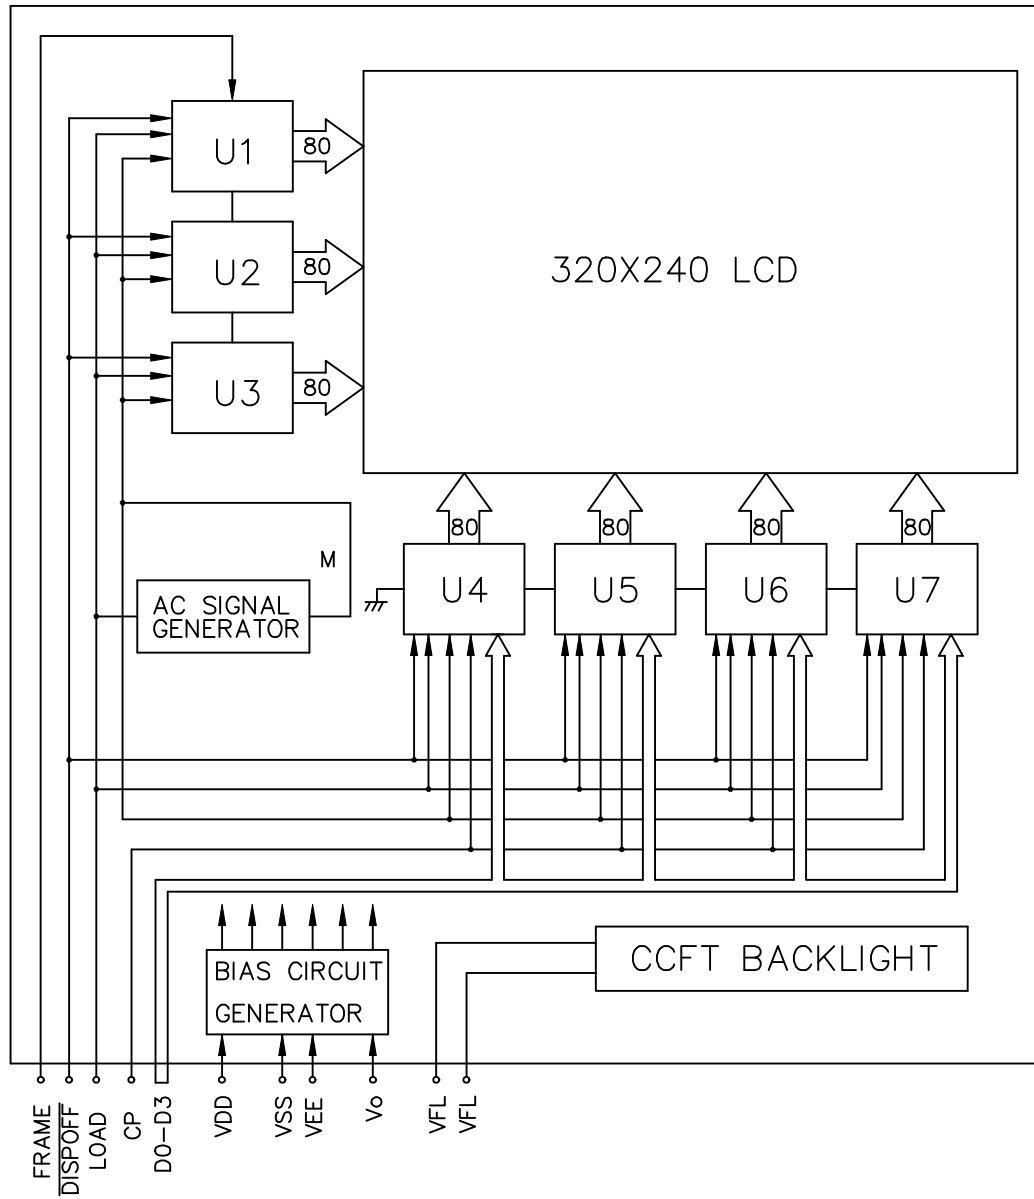 U1
80
U2
80
320X240 LCD
U3
80
80
80
80
80
M
U4
U5
U6
U7
AC SIGNAL
GENERATOR
BIAS CIRCUIT
GENERATOR
CCFT BACKLIGHT
FRAME
DISPOFF
LOAD
CP
DO-D3
VDD
VSS
VEE
Vo
VFL
VFL